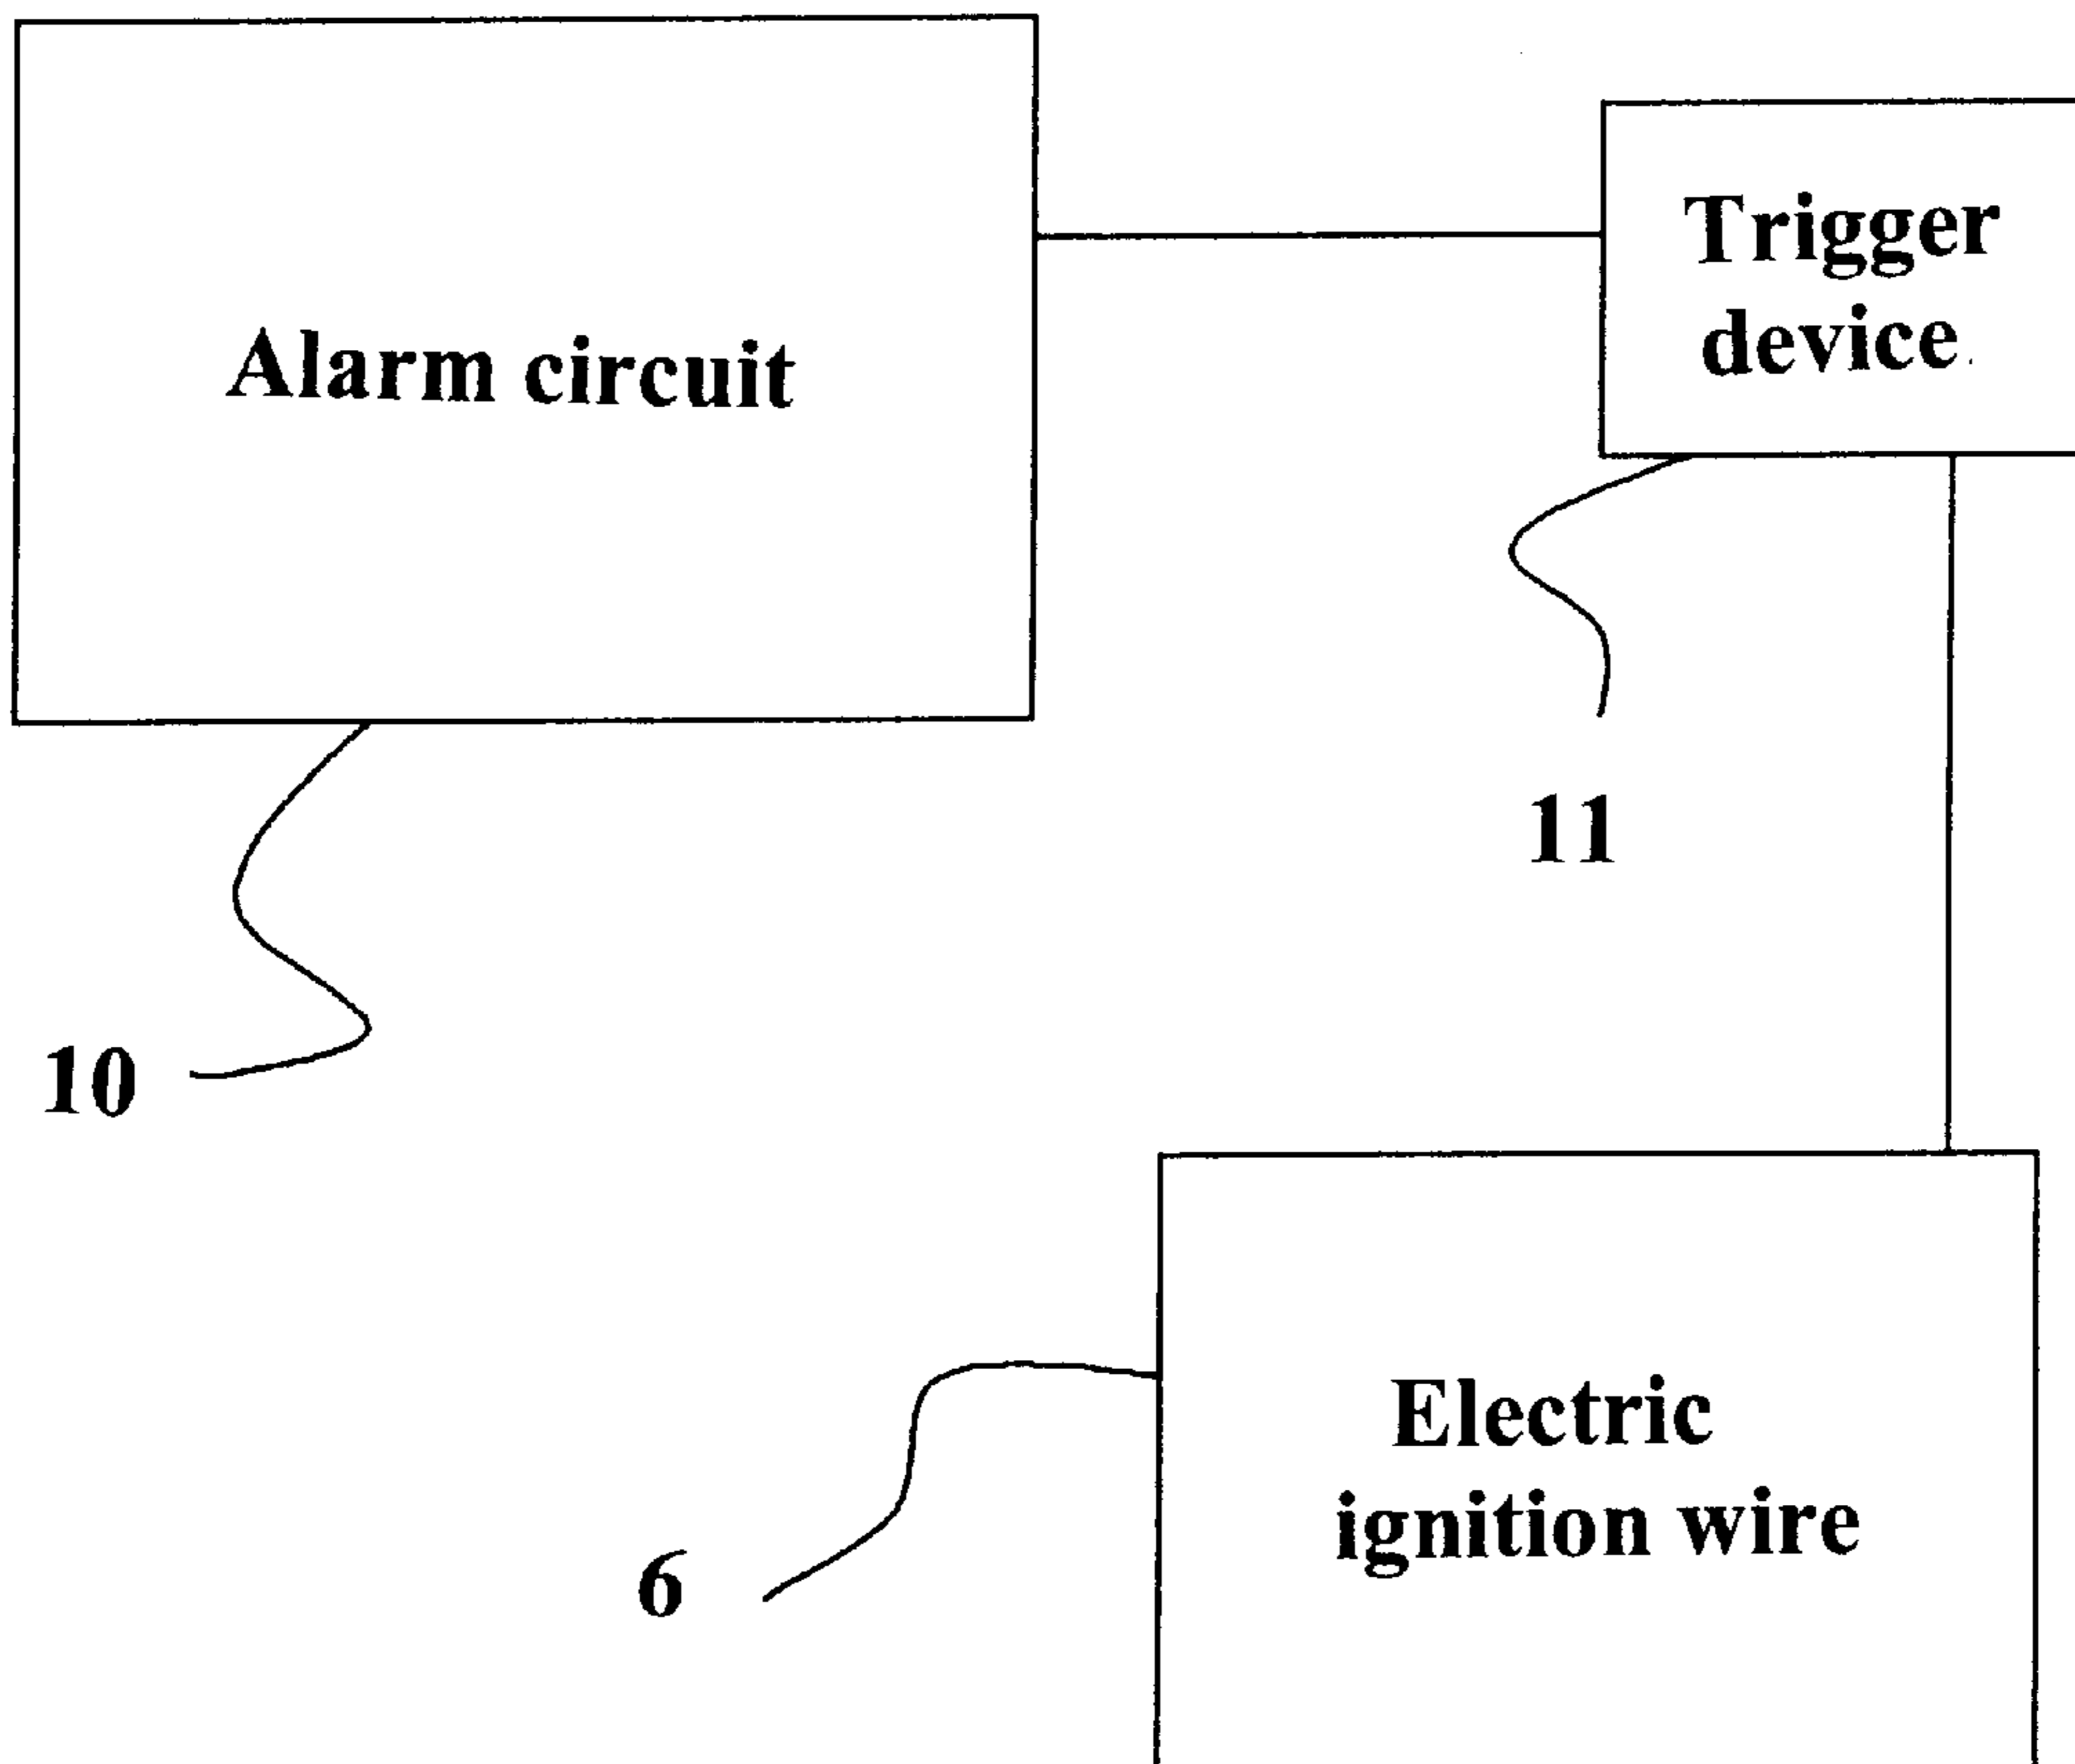 Alarm circuit
Trigger
device
11
10
Electric
ignition wire
6